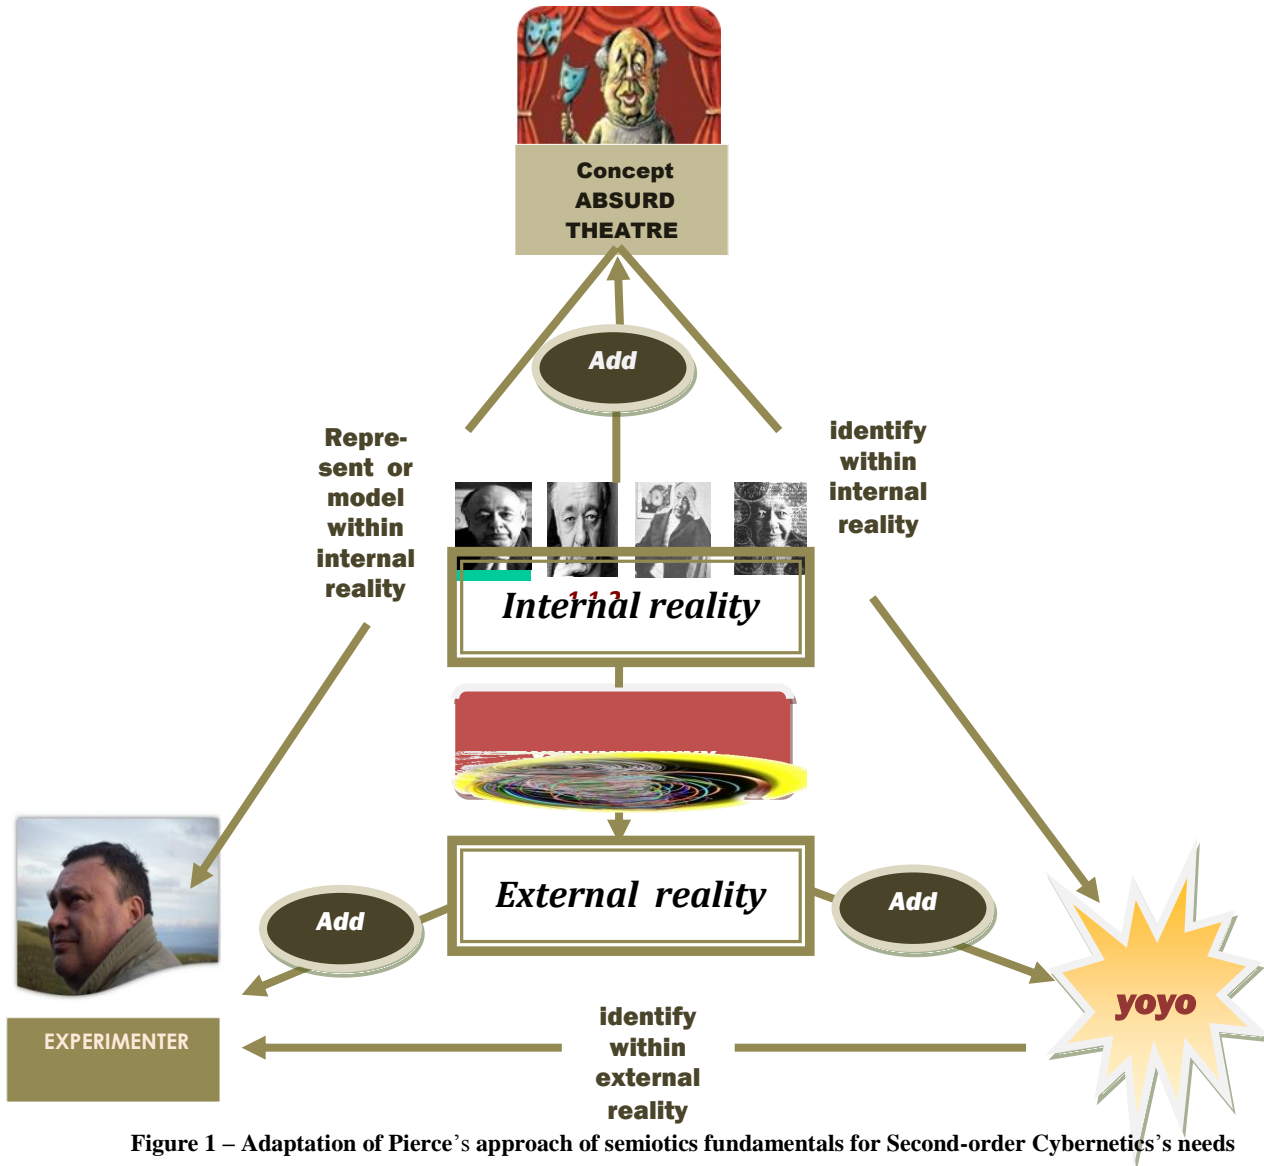 Concept
ABSURD
THEATRE
Add
Repre-
sent or
model
within
internal
reality
identify
within
internal
reality
Internal reality
External reality
Add
Add
yoyo
EXPERIMENTER
identify
within
external
reality
Figure 1 – Adaptation of Pierce’s approach of semiotics fundamentals for Second-order Cybernetics’s needs